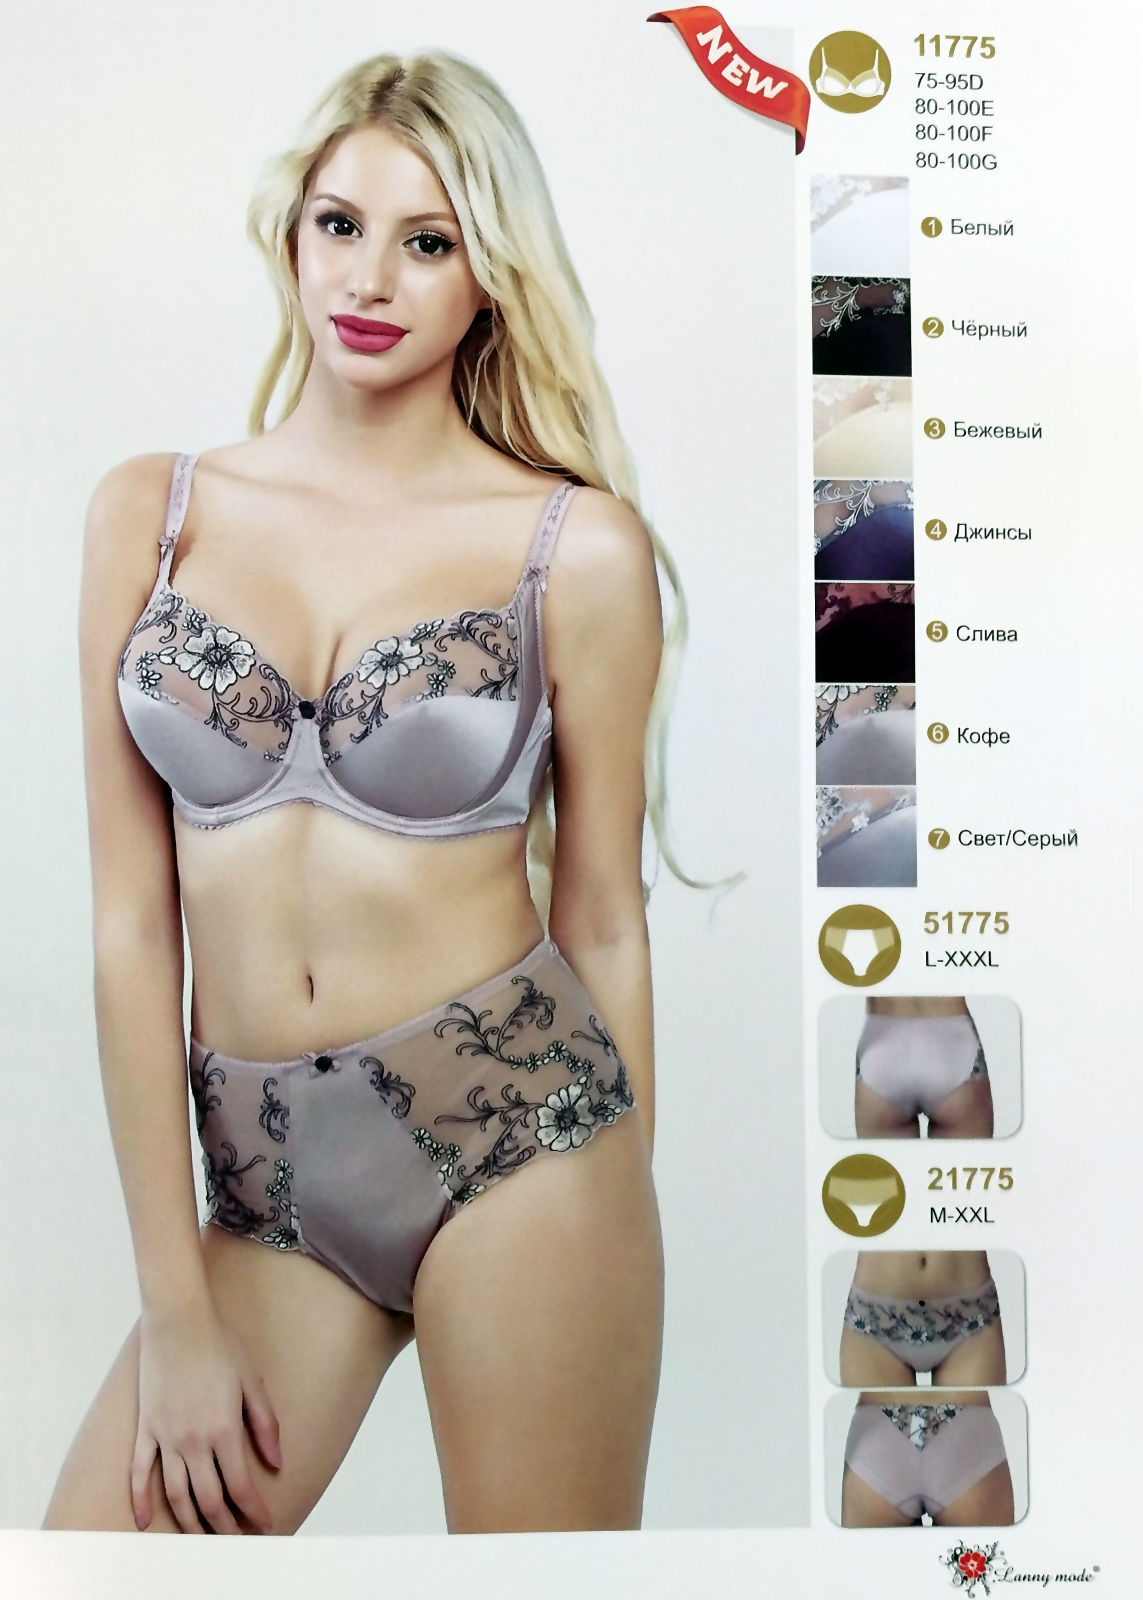 NEW
11775
75-95D
80-100E
80-100F
80-100G
1 Белый
2 Чёрный
3 Бежевый
4 Джинсы
5 Слива
6 Кофе
7 Свет/Серый
51775
L-XXXL
21775
M-XXL
Lanny mode®